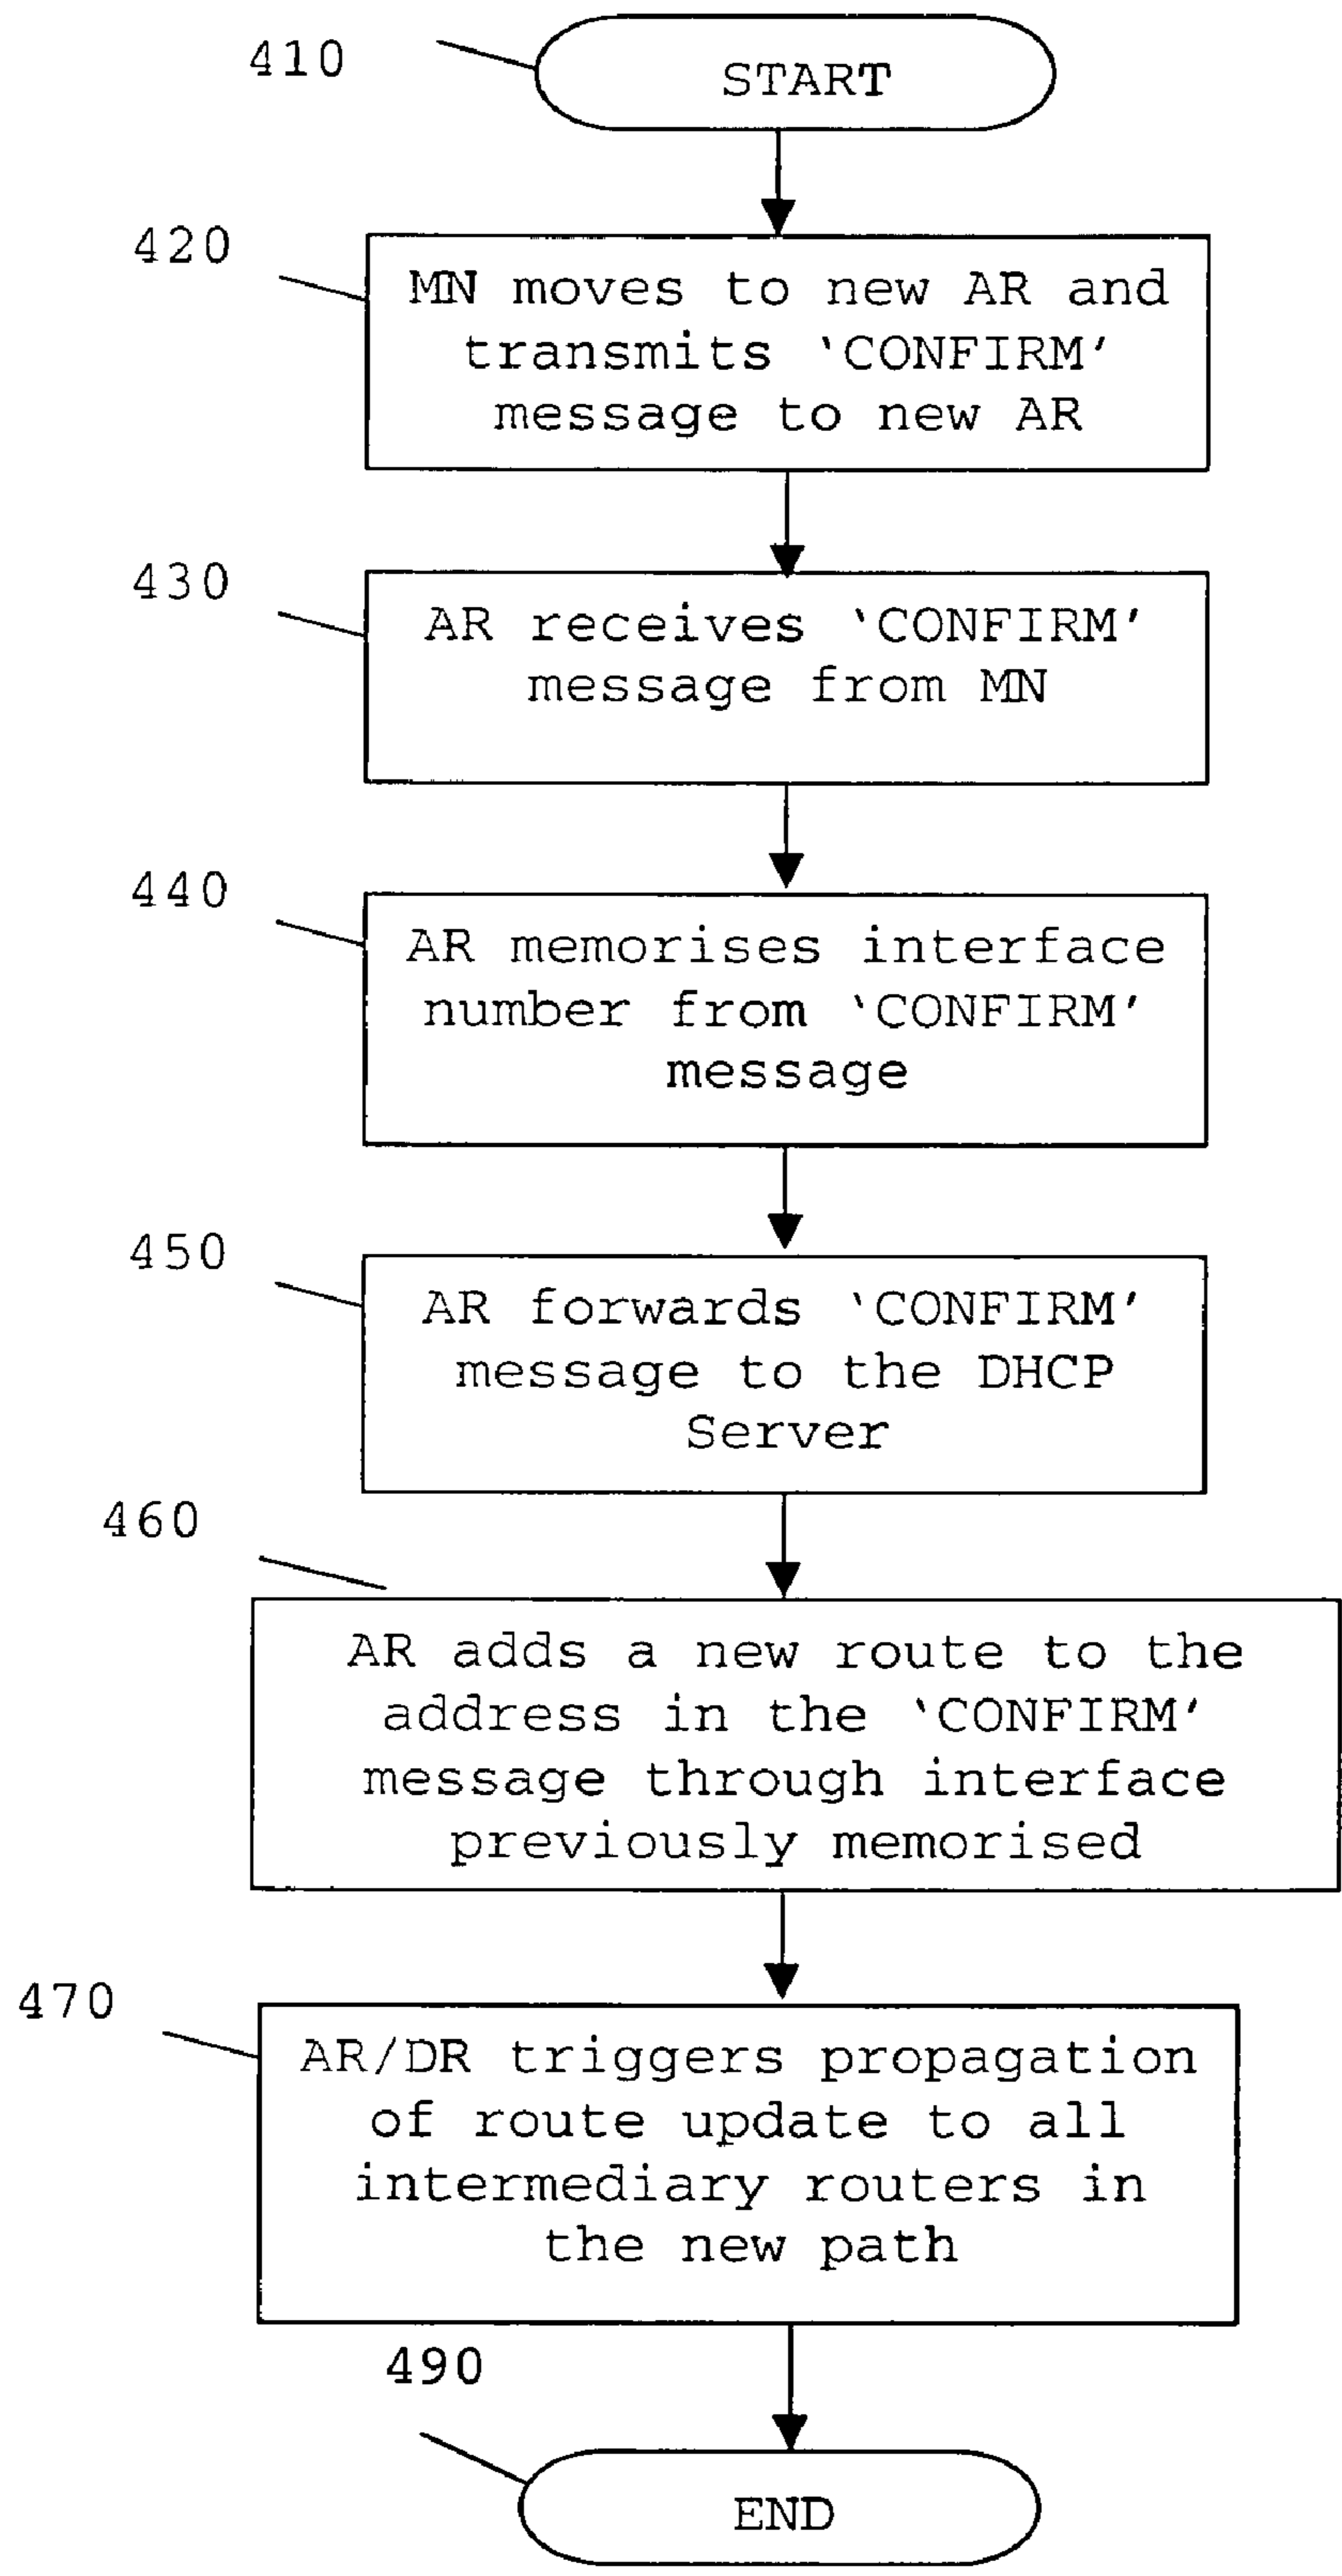 410
START
420
MN moves to new AR and
transmits ‘CONFIRM’
message to new AR
430
AR receives ‘CONFIRM’
message from MN
440
AR memorises interface
number from ‘CONFIRM’
message
450
AR forwards ‘CONFIRM’
message to the DHCP
Server
460
AR adds a new route to the
address in the ‘CONFIRM’
message through interface
previously memorised
470
AR/DR triggers propagation
of route update to all
intermediary routers in
the new path
490
END